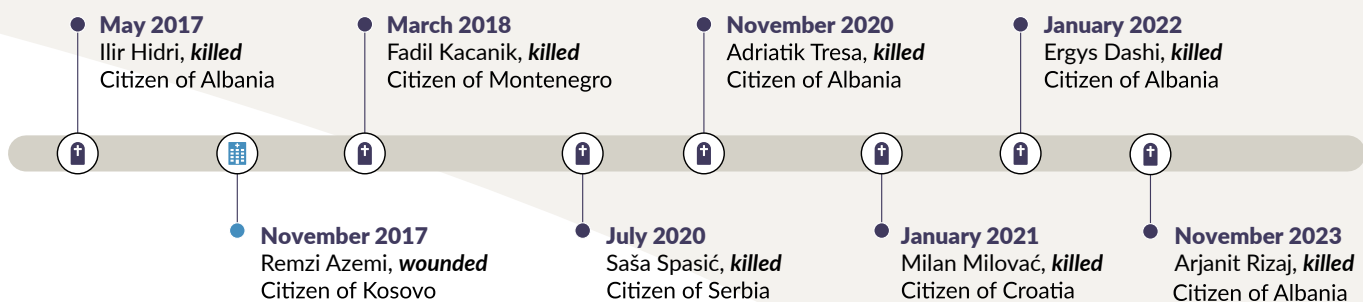 May 2017
Ilir Hidri, killed
Citizen of Albania
November 2017
Remzi Azemi, wounded
Citizen of Kosovo
March 2018
Fadil Kacanik, killed
Citizen of Montenegro
July 2020
Saša Spasić, killed
Citizen of Serbia
November 2020
Adriatik Tresa, killed
Citizen of Albania
January 2021
Milan Milovać, killed
Citizen of Croatia
January 2022
Ergys Dashi, killed
Citizen of Albania
November 2023
Arjanit Rizaj, killed
Citizen of Albania